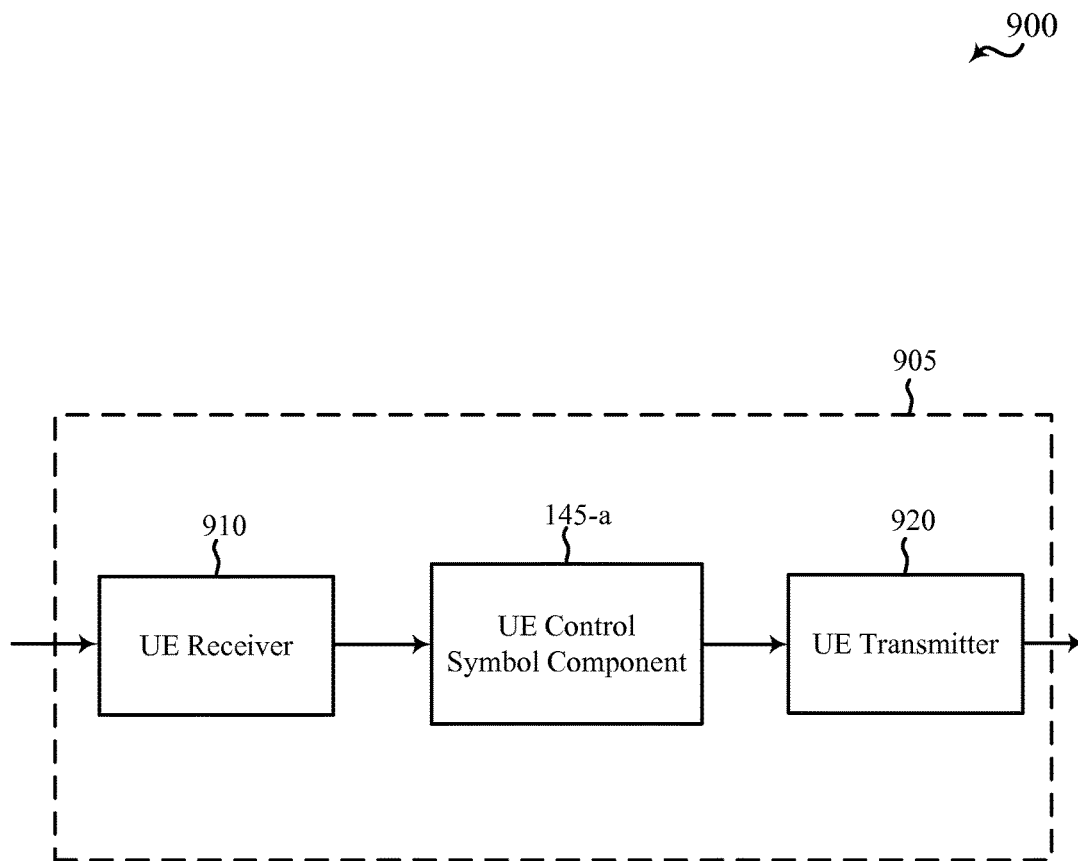 900
905
910
145-a
920
UE Receiver
UE Control
Symbol Component
UE Transmitter